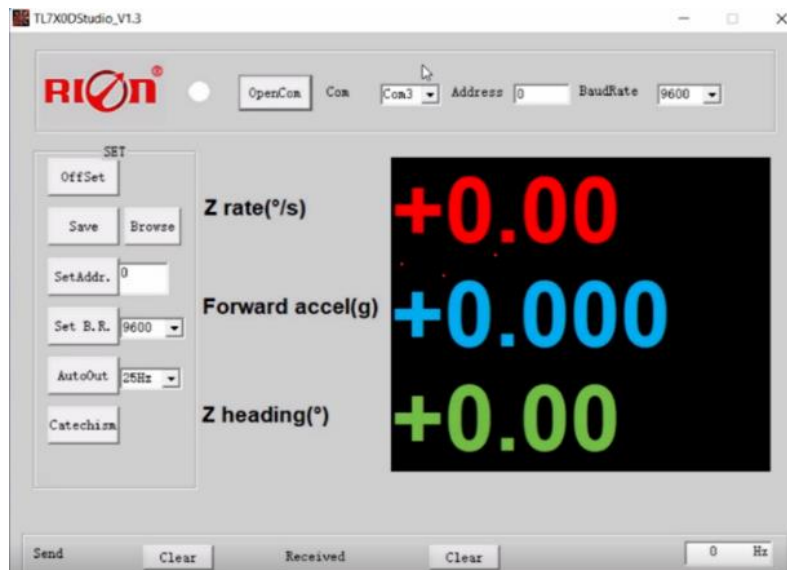 TL7X0DStudio_V1.3
RION®
OpenCom Com Com3 Address 0 BaudRate 9600
SET
OffSet
Save Browse
SetAddr. 0
Set B.R. 9600
AutoOut 25Hz
Catechism
Z rate(°/s) +0.00
Forward accel(g) +0.000
Z heading(°) +0.00
Send Clear Received Clear 0 Hz